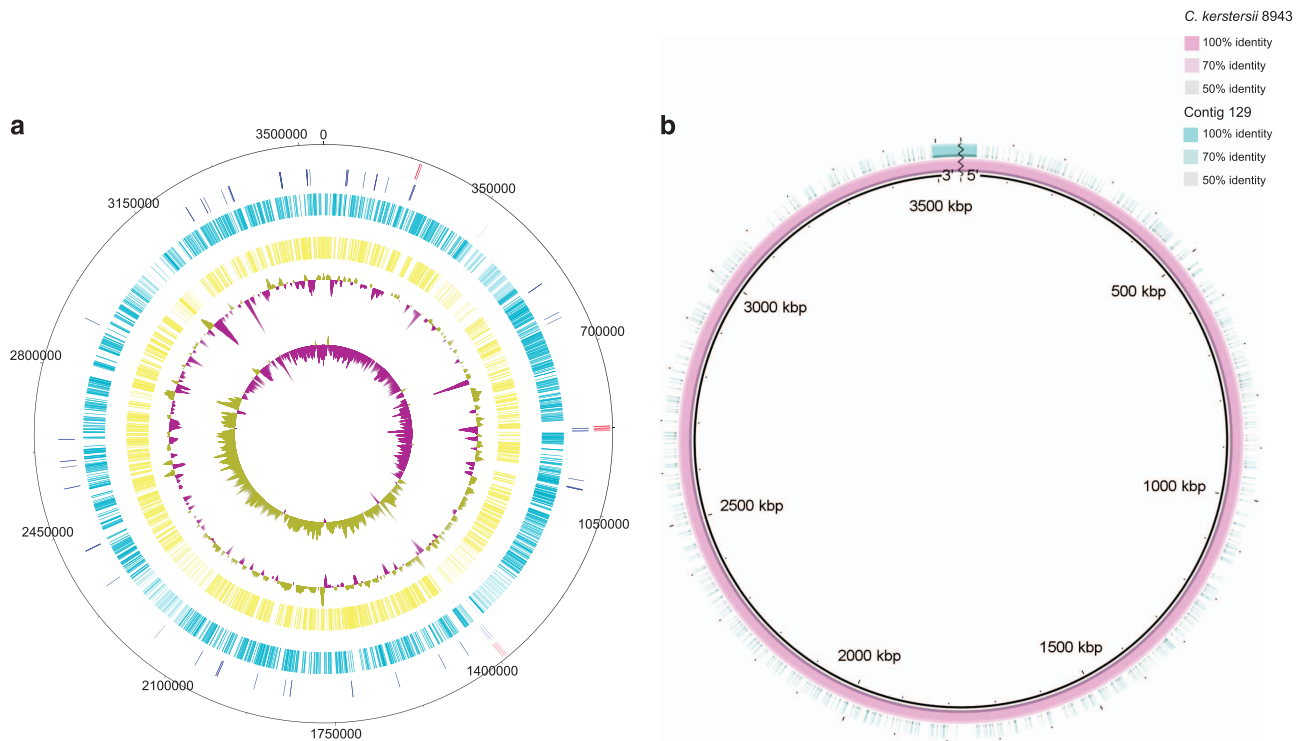 a
0
350000
700000
1050000
1400000
1750000
2100000
2450000
2800000
3150000
3500000
b
C. kerstersii 8943
100% identity
70% identity
50% identity
Contig 129
100% identity
70% identity
50% identity
3' 5'
3500 kbp
500 kbp
1000 kbp
1500 kbp
2000 kbp
2500 kbp
3000 kbp